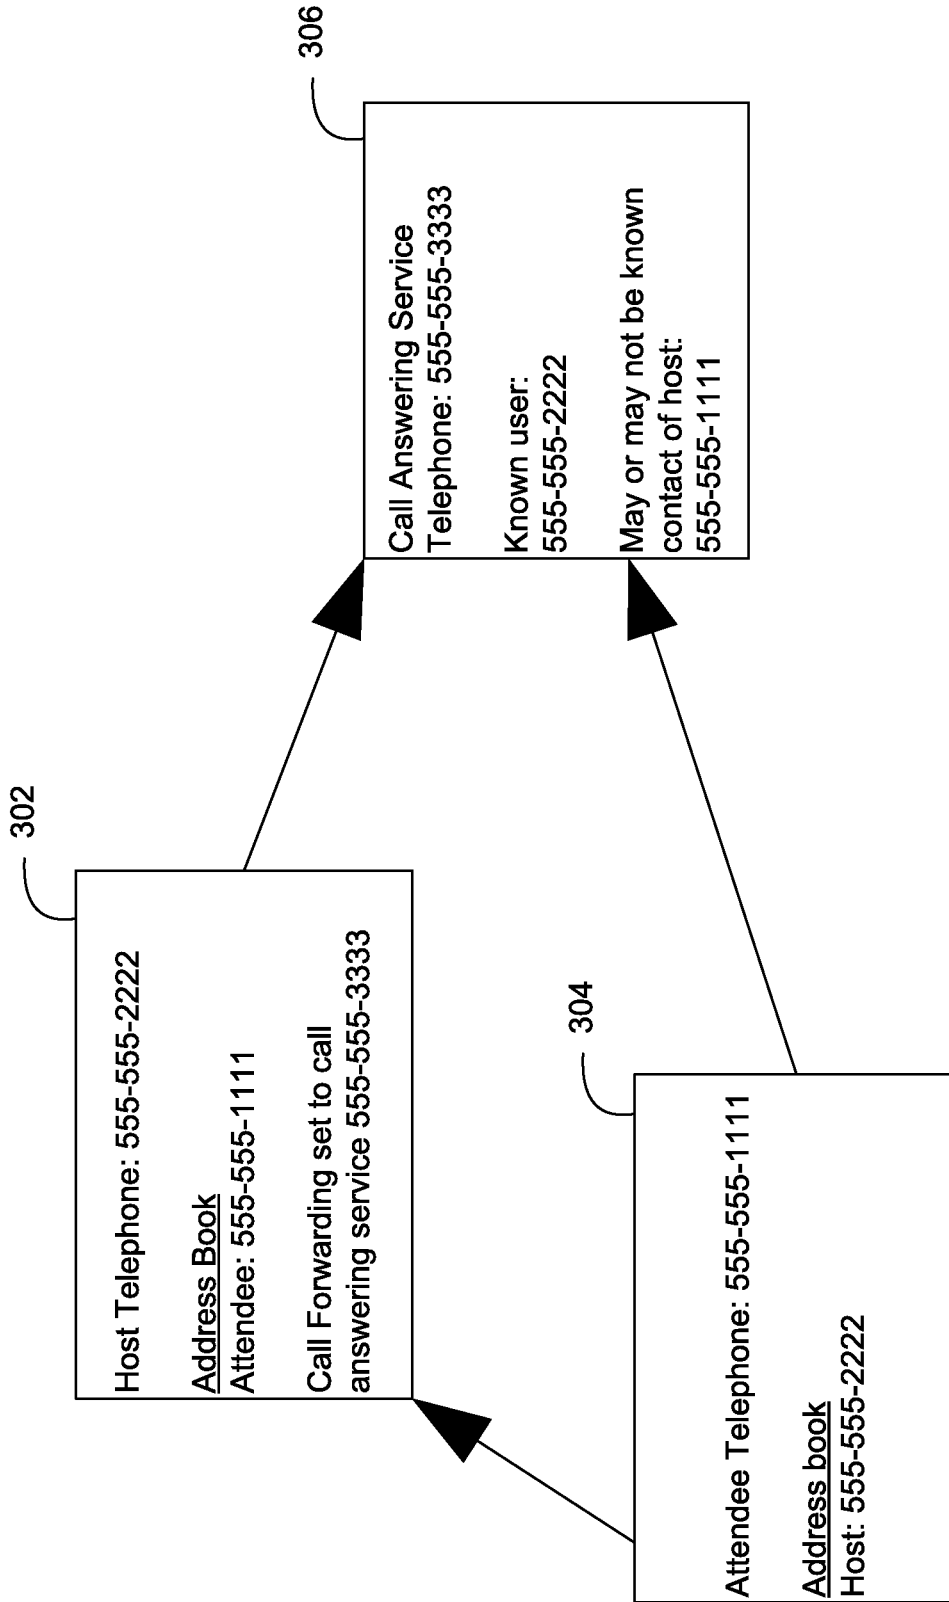 302
Host Telephone: 555-555-2222
Address Book
Attendee: 555-555-1111
Call Forwarding set to call
answering service 555-555-3333
304
Attendee Telephone: 555-555-1111
Address book
Host: 555-555-2222
306
Call Answering Service
Telephone: 555-555-3333
Known user:
555-555-2222
May or may not be known
contact of host:
555-555-1111